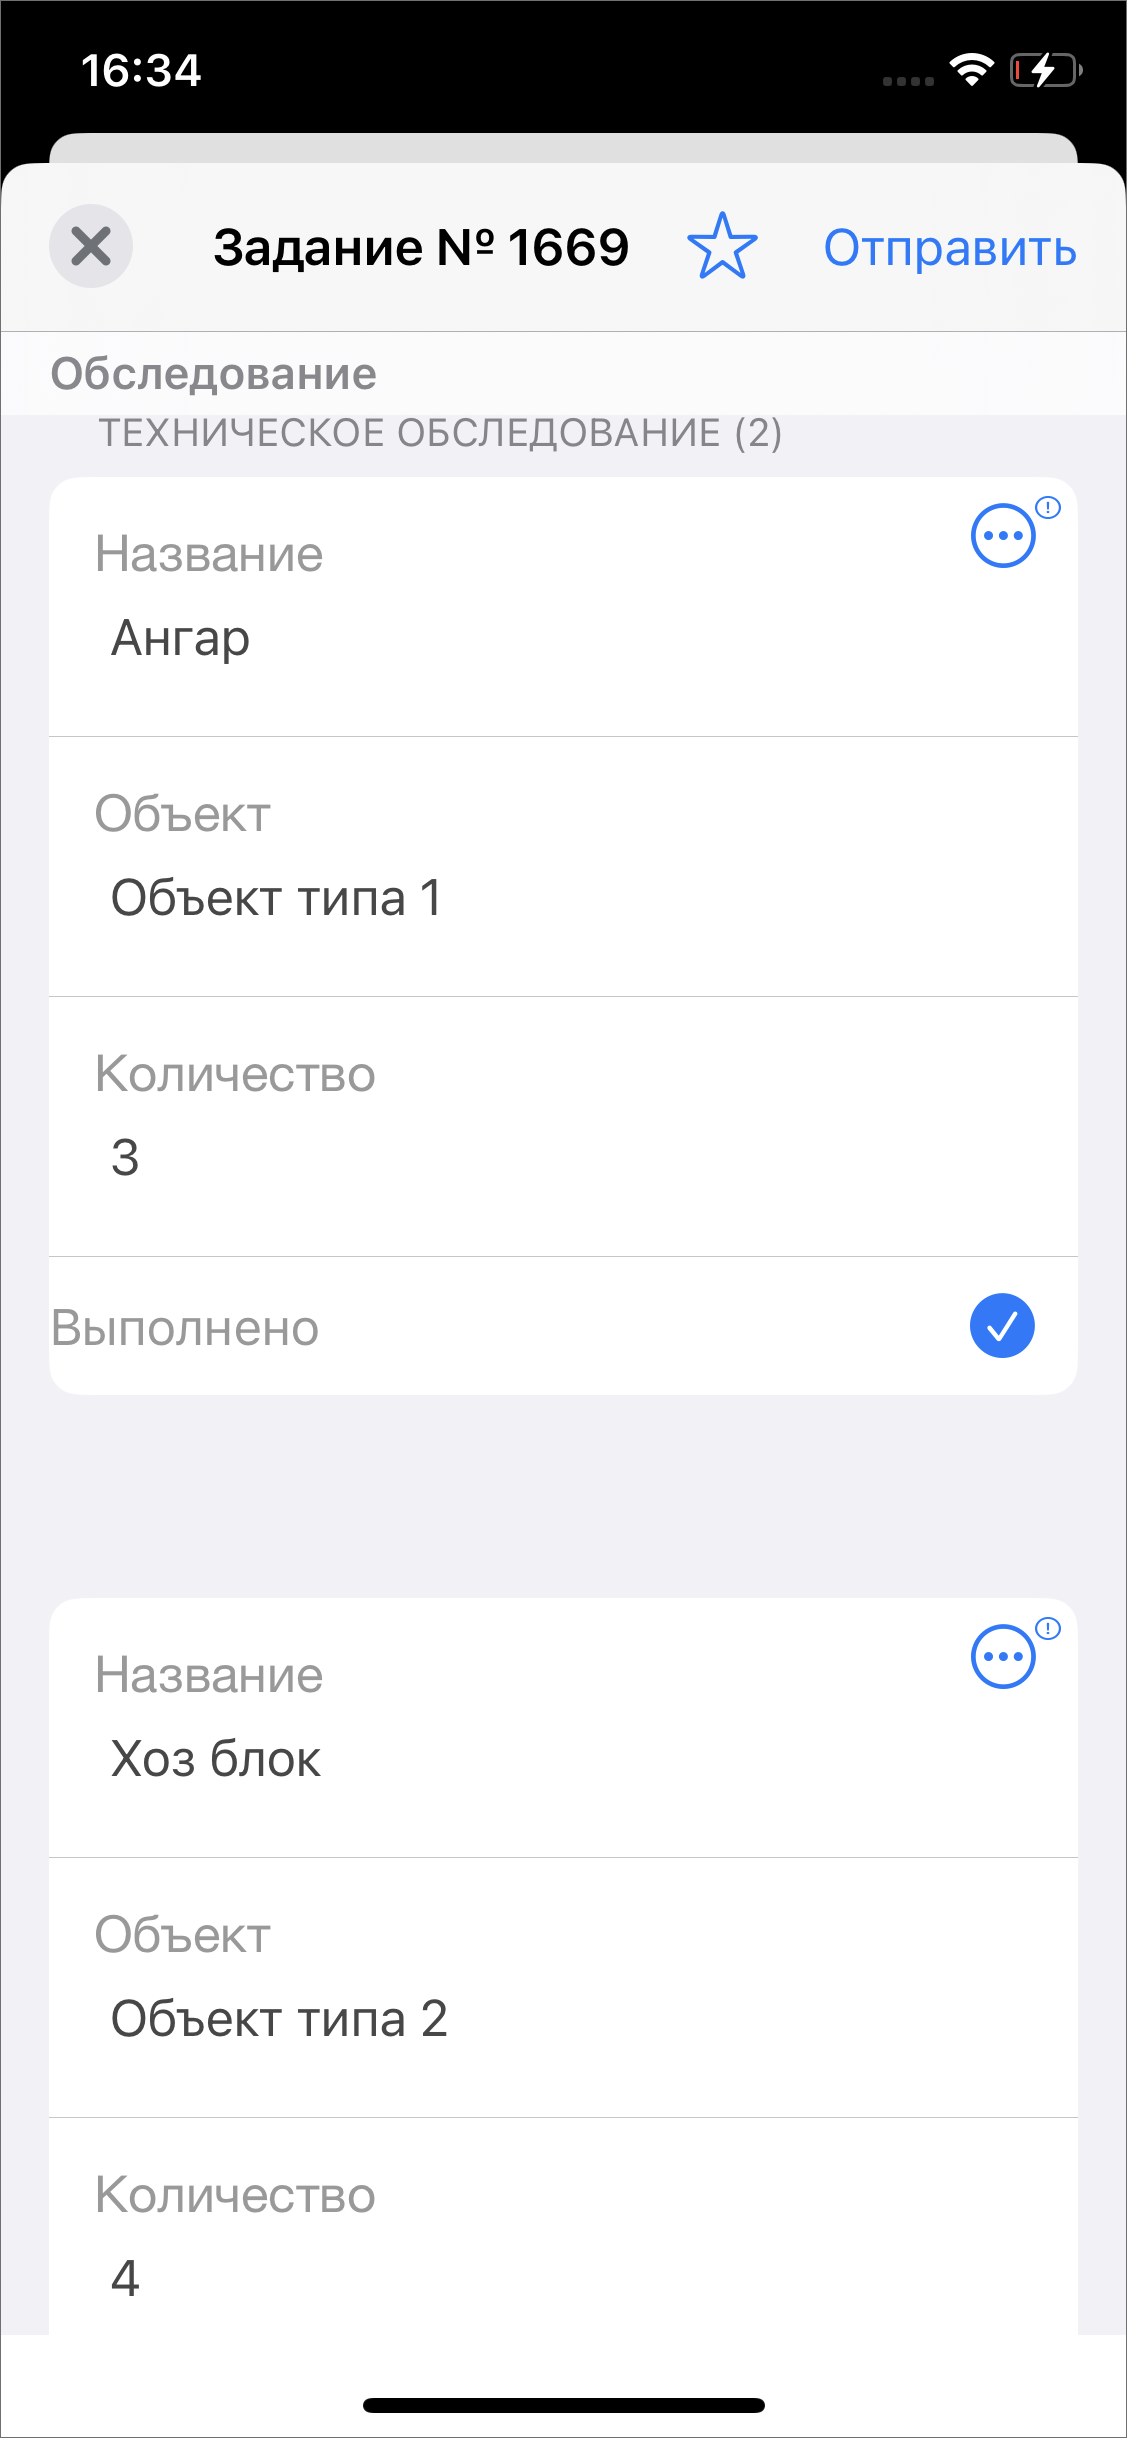 16:34
Задание № 1669
Отправить
Обследование
ТЕХНИЧЕСКОЕ ОБСЛЕДОВАНИЕ (2)
Название
Ангар
Объект
Объект типа 1
Количество
3
Выполнено
Название
Хоз блок
Объект
Объект типа 2
Количество
4